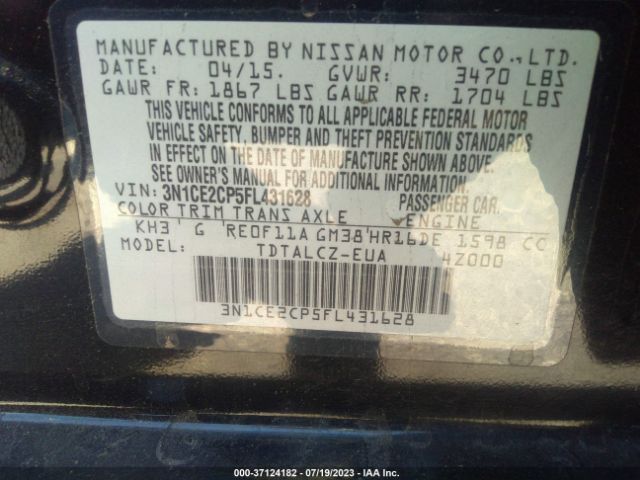 MANUFACTURED BY NISSAN MOTOR CO.,LTD.
DATE: 04/15. GVWR: 3470 LBS
GAWR FR: 1867 LBS GAWR RR: 1704 LBS
THIS VEHICLE CONFORMS TO ALL APPLICABLE FEDERAL MOTOR
VEHICLE SAFETY, BUMPER AND THEFT PREVENTION STANDARDS
IN EFFECT ON THE DATE OF MANUFACTURE SHOWN ABOVE.
SEE OWNER'S MANUAL FOR ADDITIONAL INFORMATION.
VIN: 3N1CE2CP5FL431628 PASSENGER CAR.
COLOR TRIM TRANS AXLE ENGINE
KH3 G RE0F11A GM38 HR16DE 1598 CC
MODEL: TDTALCZ-EUA 4Z000
3N1CE2CP5FL431628
000-37124182 - 07/19/2023 - IAA Inc.